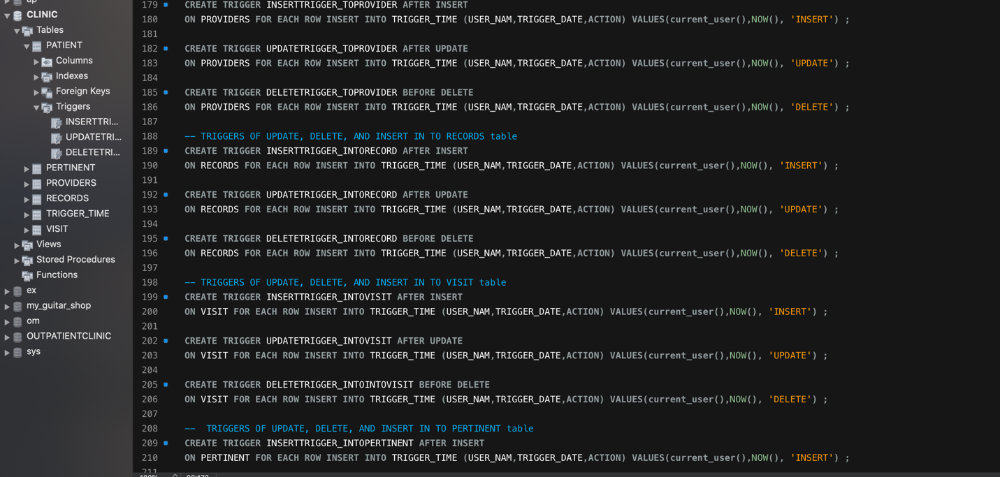 ap
CLINIC
Tables
PATIENT
Columns
Indexes
Foreign Keys
Triggers
INSERTTRI...
UPDATETRI...
DELETETRI...
PERTINENT
PROVIDERS
RECORDS
TRIGGER_TIME
VISIT
Views
Stored Procedures
Functions
ex
my_guitar_shop
om
OUTPATIENTCLINIC
sys
179 CREATE TRIGGER INSERTTRIGGER_TOPROVIDER AFTER INSERT
180 ON PROVIDERS FOR EACH ROW INSERT INTO TRIGGER_TIME (USER_NAM,TRIGGER_DATE,ACTION) VALUES(current_user(),NOW(), 'INSERT') ;
181
182 CREATE TRIGGER UPDATETRIGGER_TOPROVIDER AFTER UPDATE
183 ON PROVIDERS FOR EACH ROW INSERT INTO TRIGGER_TIME (USER_NAM,TRIGGER_DATE,ACTION) VALUES(current_user(),NOW(), 'UPDATE') ;
184
185 CREATE TRIGGER DELETETRIGGER_TOPROVIDER BEFORE DELETE
186 ON PROVIDERS FOR EACH ROW INSERT INTO TRIGGER_TIME (USER_NAM,TRIGGER_DATE,ACTION) VALUES(current_user(),NOW(), 'DELETE') ;
187
188 -- TRIGGERS OF UPDATE, DELETE, AND INSERT IN TO RECORDS table
189 CREATE TRIGGER INSERTTRIGGER_INTORECORD AFTER INSERT
190 ON RECORDS FOR EACH ROW INSERT INTO TRIGGER_TIME (USER_NAM,TRIGGER_DATE,ACTION) VALUES(current_user(),NOW(), 'INSERT') ;
191
192 CREATE TRIGGER UPDATETRIGGER_INTORECORD AFTER UPDATE
193 ON RECORDS FOR EACH ROW INSERT INTO TRIGGER_TIME (USER_NAM,TRIGGER_DATE,ACTION) VALUES(current_user(),NOW(), 'UPDATE') ;
194
195 CREATE TRIGGER DELETETRIGGER_INTORECORD BEFORE DELETE
196 ON RECORDS FOR EACH ROW INSERT INTO TRIGGER_TIME (USER_NAM,TRIGGER_DATE,ACTION) VALUES(current_user(),NOW(), 'DELETE') ;
197
198 -- TRIGGERS OF UPDATE, DELETE, AND INSERT IN TO VISIT table
199 CREATE TRIGGER INSERTTRIGGER_INTOVISIT AFTER INSERT
200 ON VISIT FOR EACH ROW INSERT INTO TRIGGER_TIME (USER_NAM,TRIGGER_DATE,ACTION) VALUES(current_user(),NOW(), 'INSERT') ;
201
202 CREATE TRIGGER UPDATETRIGGER_INTOVISIT AFTER UPDATE
203 ON VISIT FOR EACH ROW INSERT INTO TRIGGER_TIME (USER_NAM,TRIGGER_DATE,ACTION) VALUES(current_user(),NOW(), 'UPDATE') ;
204
205 CREATE TRIGGER DELETETRIGGER_INTOINTOVISIT BEFORE DELETE
206 ON VISIT FOR EACH ROW INSERT INTO TRIGGER_TIME (USER_NAM,TRIGGER_DATE,ACTION) VALUES(current_user(),NOW(), 'DELETE') ;
207
208 --  TRIGGERS OF UPDATE, DELETE, AND INSERT IN TO PERTINENT table
209 CREATE TRIGGER INSERTTRIGGER_INTOPERTINENT AFTER INSERT
210 ON PERTINENT FOR EACH ROW INSERT INTO TRIGGER_TIME (USER_NAM,TRIGGER_DATE,ACTION) VALUES(current_user(),NOW(), 'INSERT') ;
211